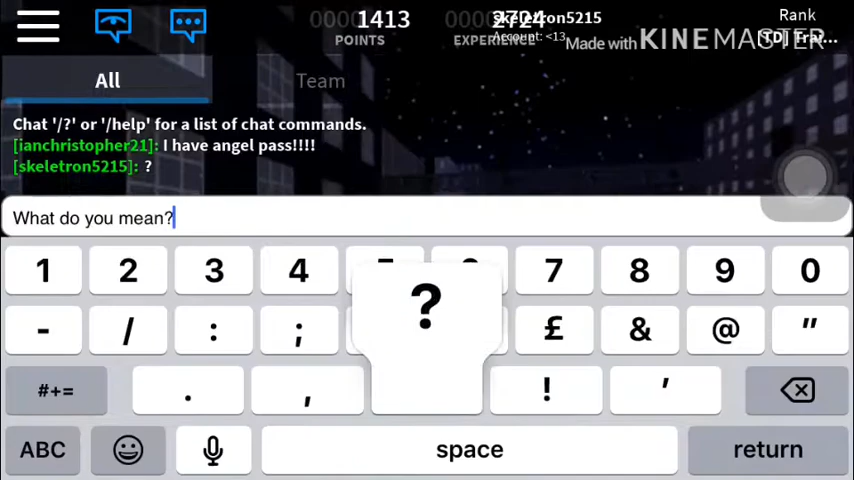 1413
POINTS
2724
EXPERIENCE
skeletron5215
Account: <13
Rank
Made with KINEMASTER
All
Team
Chat '/?' or '/help' for a list of chat commands.
[ianchristopher21]: I have angel pass!!!!
[skeletron5215]: ?
What do you mean?
1 2 3 4 7 8 9 0
- / : ; £ & @ "
#+= . , ? ! '
ABC space return